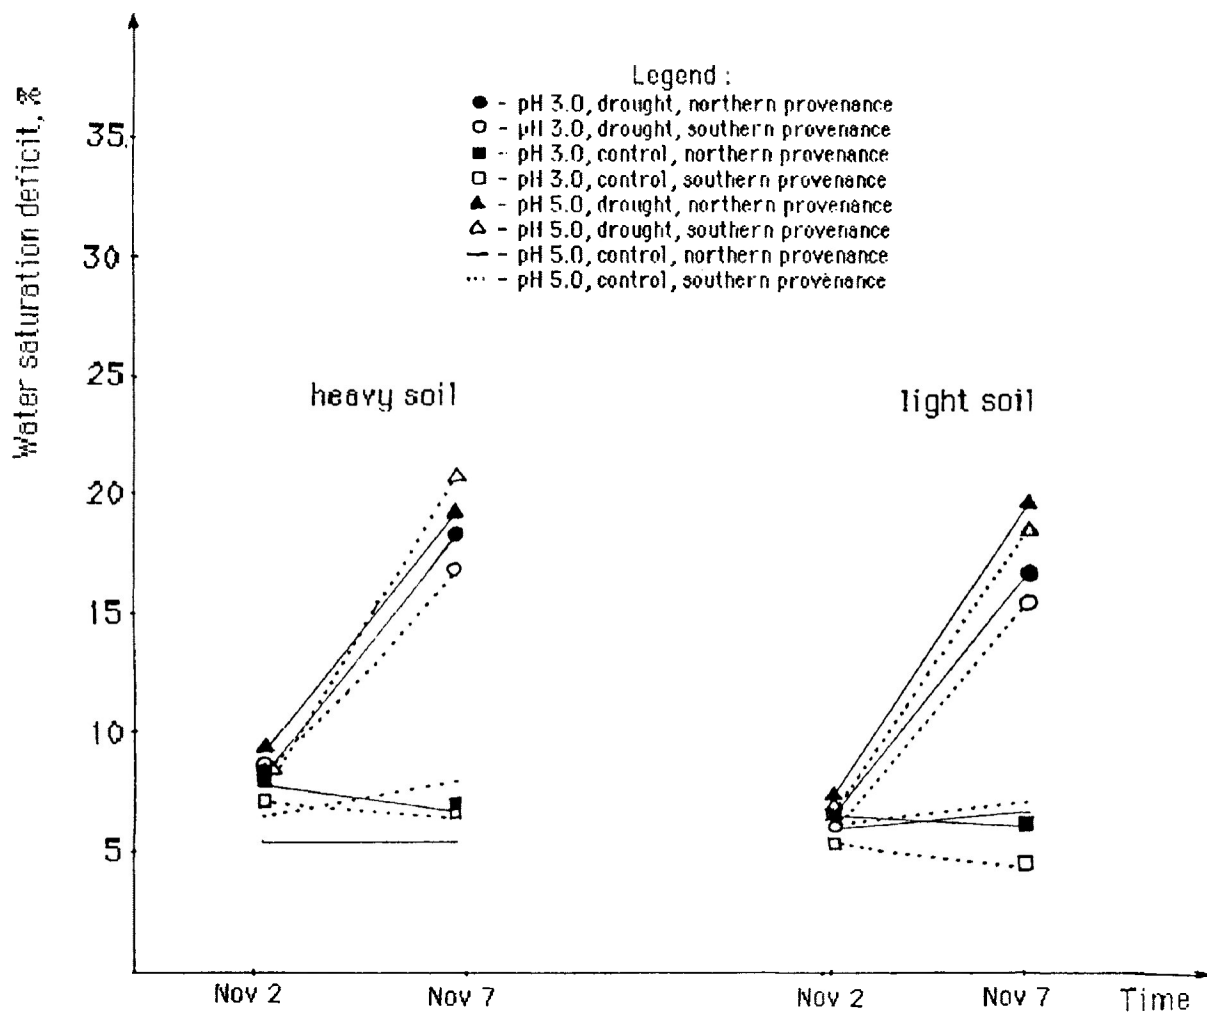 Water saturation deficit, %
Legend :
● - pH 3.0, drought, northern provenance
○ - pH 3.0, drought, southern provenance
■ - pH 3.0, control, northern provenance
□ - pH 3.0, control, southern provenance
▲ - pH 5.0, drought, northern provenance
△ - pH 5.0, drought, southern provenance
— - pH 5.0, control, northern provenance
... - pH 5.0, control, southern provenance
35
30
25
20
15
10
5
heavy soil
light soil
Nov 2
Nov 7
Nov 2
Nov 7
Time